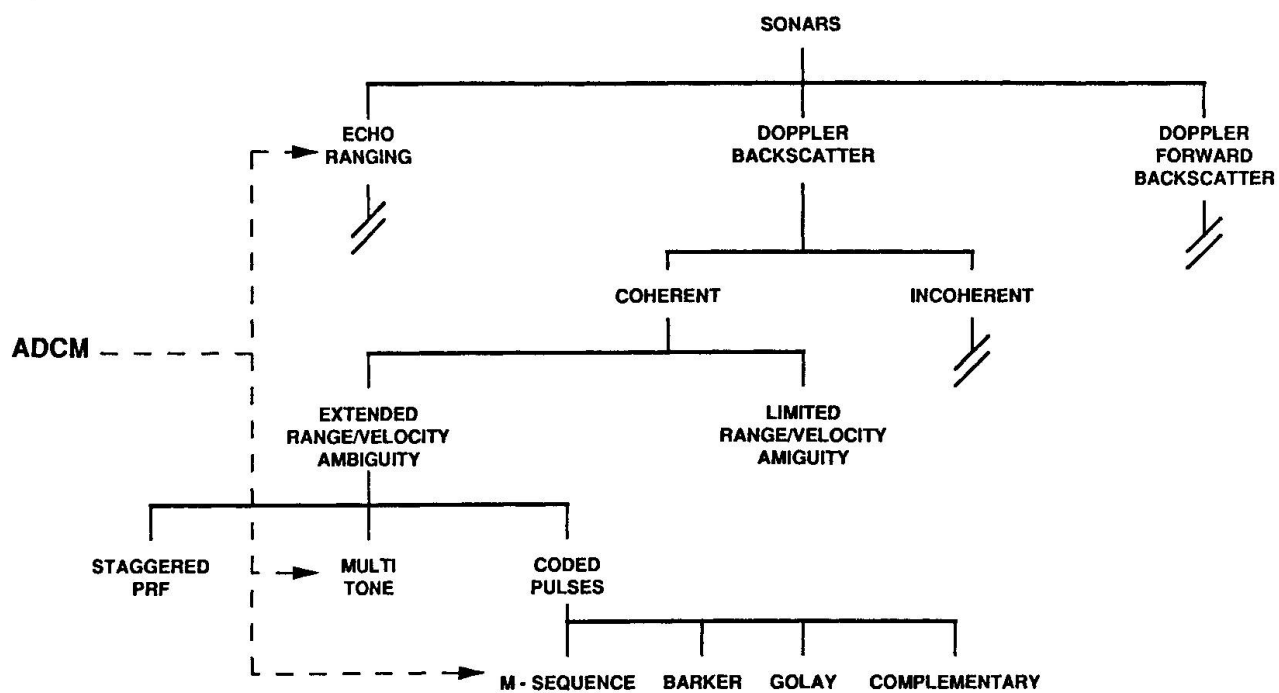 SONARS
ECHO
RANGING
DOPPLER
BACKSCATTER
DOPPLER
FORWARD
BACKSCATTER
COHERENT
INCOHERENT
ADCM
EXTENDED
RANGE/VELOCITY
AMBIGUITY
LIMITED
RANGE/VELOCITY
AMIGUITY
STAGGERED
PRF
MULTI
TONE
CODED
PULSES
M - SEQUENCE
BARKER
GOLAY
COMPLEMENTARY